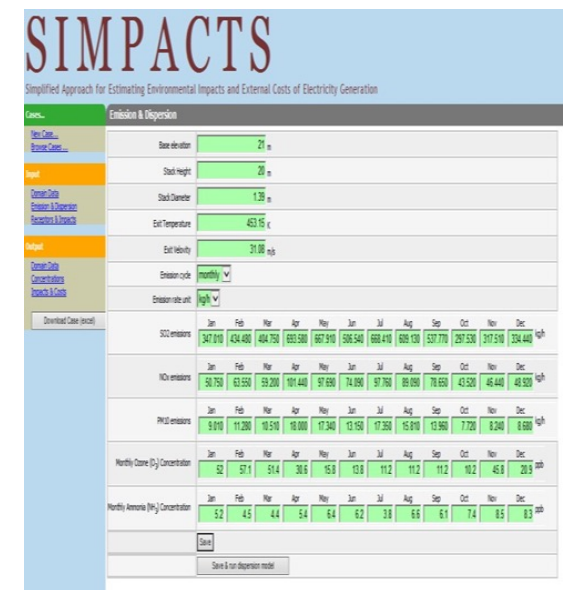 SIMPACTS
Simplified Approach for Estimating Environmental Impacts and External Costs of Electricity Generation
Cases...
Emission & Dispersion
New Case ...
Browse Cases ...
Input
Domain Data
Emission & Dispersion
Receptors & Impacts
Output
Domain Data
Concentrations
Impacts & Costs
Download Case (excel)
Base elevation 21 m
Stack Height 20 m
Stack Diameter 1.39 m
Exit Temperature 453.15 K
Exit Velocity 31.08 m/s
Emission cycle monthly
Emission rate unit kg/h
Jan Feb Mar Apr May Jun Jul Aug Sep Oct Nov Dec
SO2 emissions 347.010 434.480 404.750 693.580 667.910 506.540 668.410 609.130 537.770 297.530 317.510 334.440 kg/h
Jan Feb Mar Apr May Jun Jul Aug Sep Oct Nov Dec
NOx emissions 50.750 63.550 59.200 101.440 97.690 74.090 97.760 89.090 78.650 43.520 46.440 48.920 kg/h
Jan Feb Mar Apr May Jun Jul Aug Sep Oct Nov Dec
PM10 emissions 9.010 11.280 10.510 18.000 17.340 13.150 17.350 15.810 13.960 7.720 8.240 8.680 kg/h
Jan Feb Mar Apr May Jun Jul Aug Sep Oct Nov Dec
Monthly Ozone (O3) Concentration 52 57.1 51.4 30.6 15.8 13.8 11.2 11.2 11.2 10.2 45.8 20.9 ppb
Jan Feb Mar Apr May Jun Jul Aug Sep Oct Nov Dec
Monthly Ammonia (NH3) Concentration 5.2 4.5 4.4 5.4 6.4 6.2 3.8 6.6 6.1 7.4 8.5 8.3 ppb
Save
Save & run dispersion model